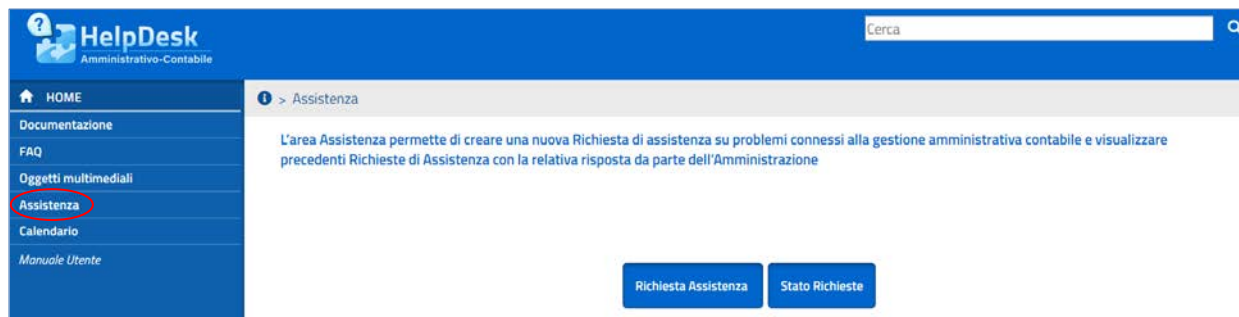 HelpDesk
Amministrativo-Contabile
Cerca
HOME
> Assistenza
Documentazione
FAQ
Oggetti multimediali
Assistenza
Calendario
Manuale Utente
L'area Assistenza permette di creare una nuova Richiesta di assistenza su problemi connessi alla gestione amministrativa contabile e visualizzare
precedenti Richieste di Assistenza con la relativa risposta da parte dell'Amministrazione
Richiesta Assistenza
Stato Richieste